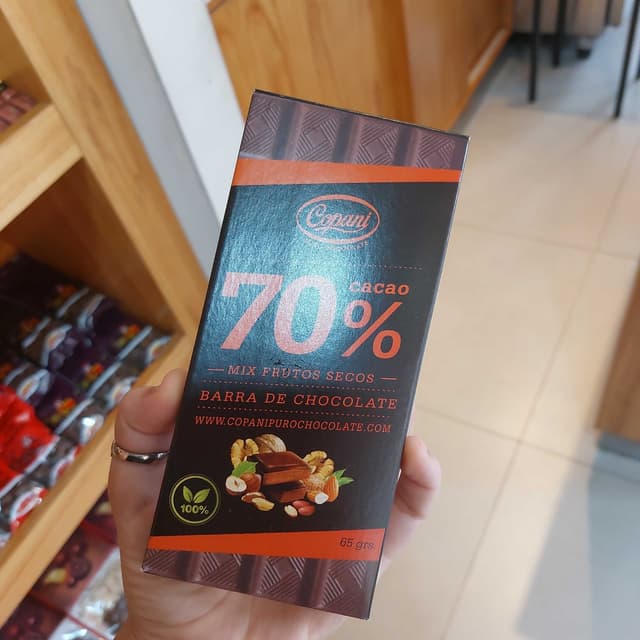 Copani
70%
cacao
MIX FRUTOS SECOS
BARRA DE CHOCOLATE
WWW.COPANIPUROCHOCOLATE.COM
100%
65 grs.